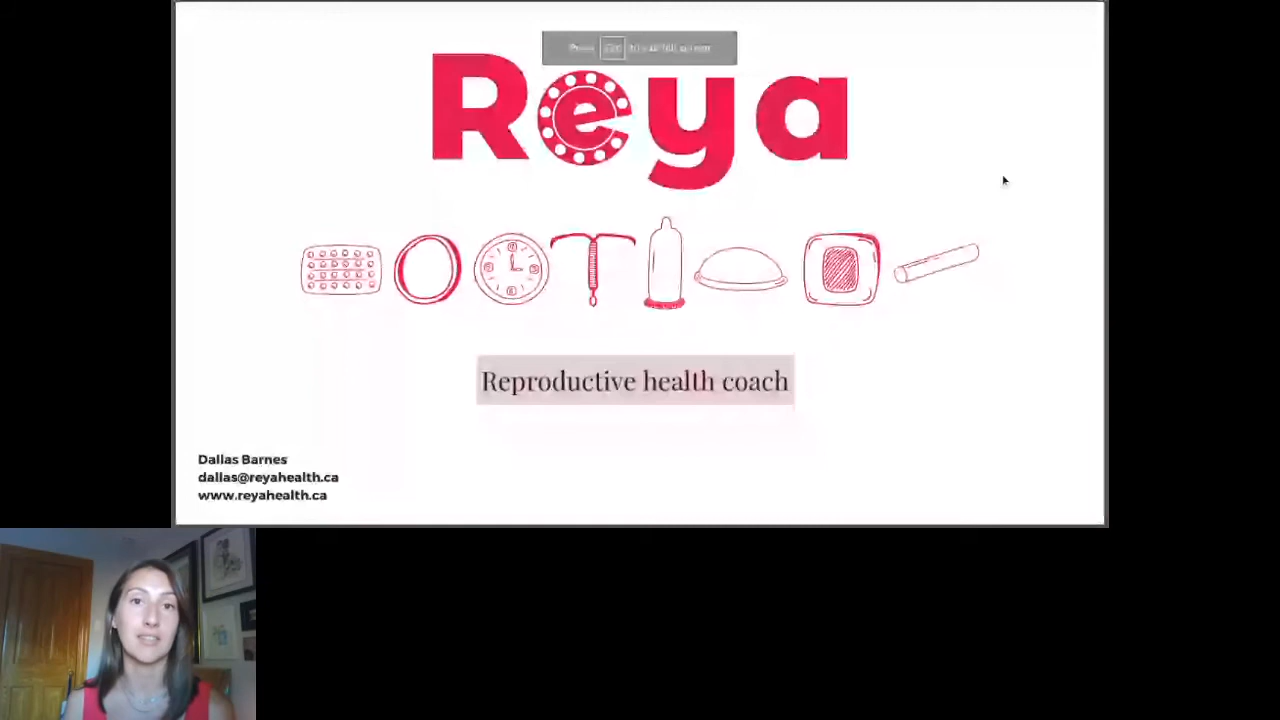 Reya
Reproductive health coach
Dallas Barnes
dallas@reyahealth.ca
www.reyahealth.ca